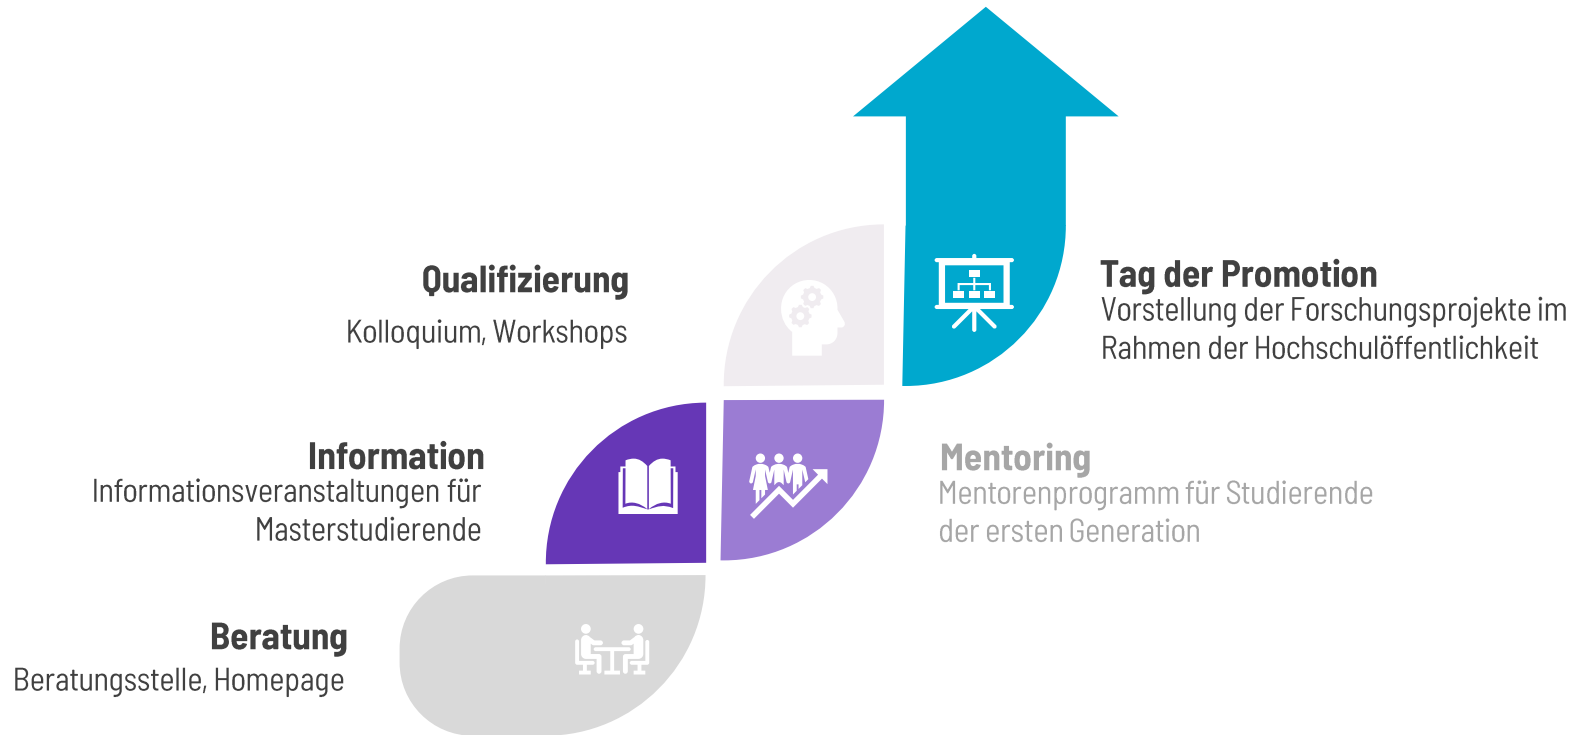 Qualifizierung
Kolloquium, Workshops
Tag der Promotion
Vorstellung der Forschungsprojekte im
Rahmen der Hochschulöffentlichkeit
Information
Informationsveranstaltungen für
Masterstudierende
Mentoring
Mentorenprogramm für Studierende
der ersten Generation
Beratung
Beratungsstelle, Homepage